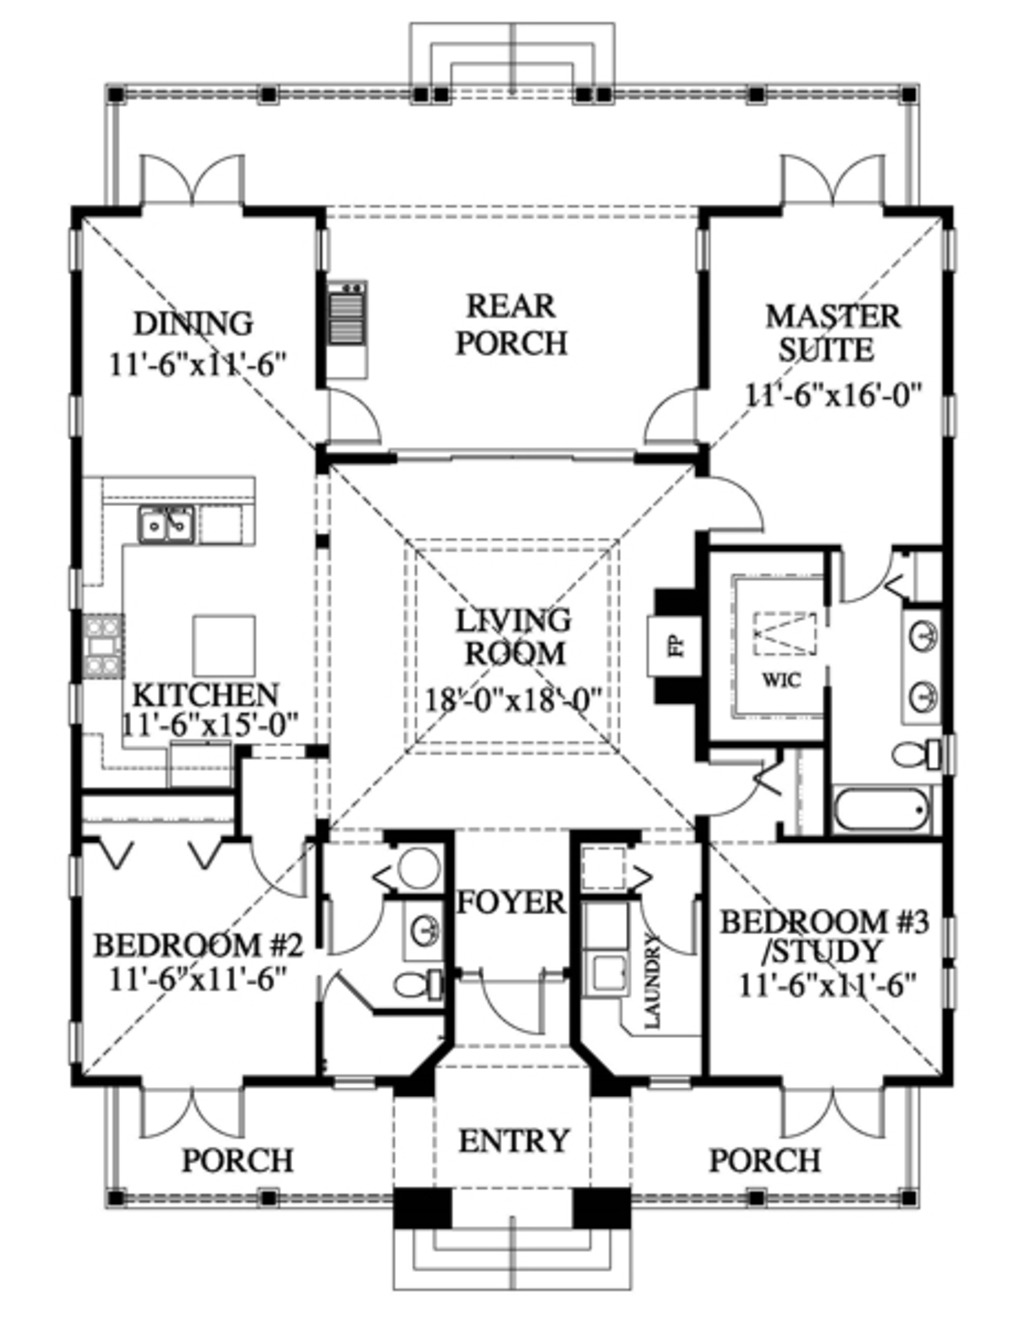 DINING
11'-6"x11'-6"
REAR
PORCH
MASTER
SUITE
11'-6"x16'-0"
LIVING
ROOM
18'-0"x18'-0"
FP
WIC
KITCHEN
11'-6"x15'-0"
FOYER
BEDROOM #2
11'-6"x11'-6"
LAUNDRY
BEDROOM #3
/STUDY
11'-6"x11'-6"
PORCH
ENTRY
PORCH